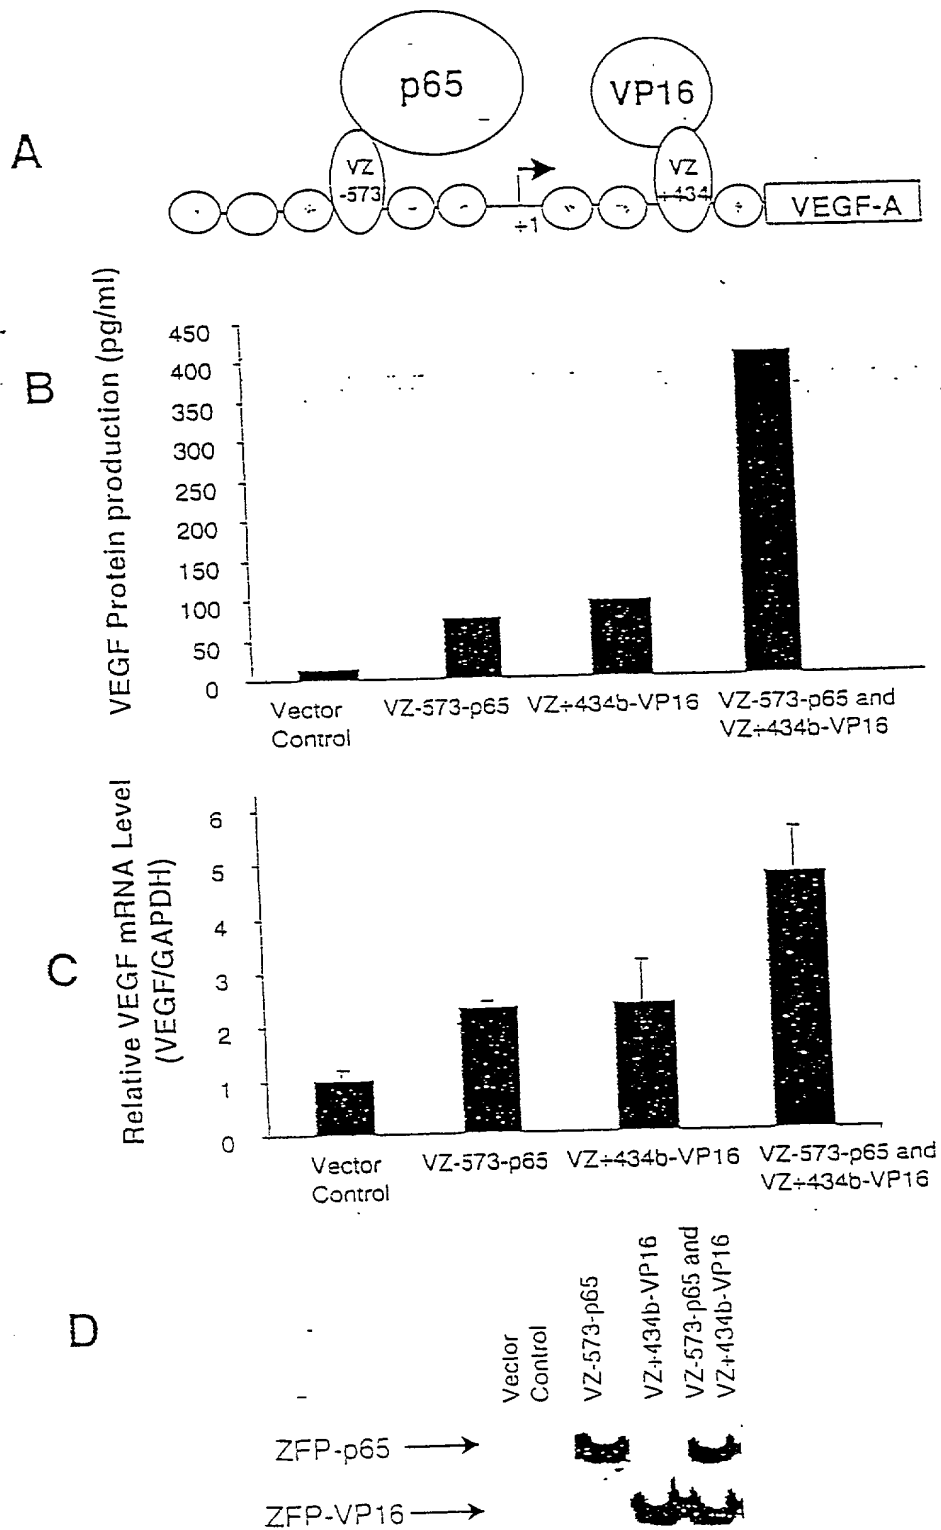 A
p65
VP16
VZ
-573
VZ
+434
+1
VEGF-A
B
VEGF Protein production (pg/ml)
450
400
350
300
250
200
150
100
50
0
Vector
Control
VZ-573-p65
VZ+434b-VP16
VZ-573-p65 and
VZ+434b-VP16
C
Relative VEGF mRNA Level
(VEGF/GAPDH)
6
5
4
3
2
1
0
Vector
Control
VZ-573-p65
VZ+434b-VP16
VZ-573-p65 and
VZ+434b-VP16
D
Vector
Control
VZ-573-p65
VZ+434b-VP16
VZ-573-p65 and
VZ+434b-VP16
ZFP-p65
ZFP-VP16